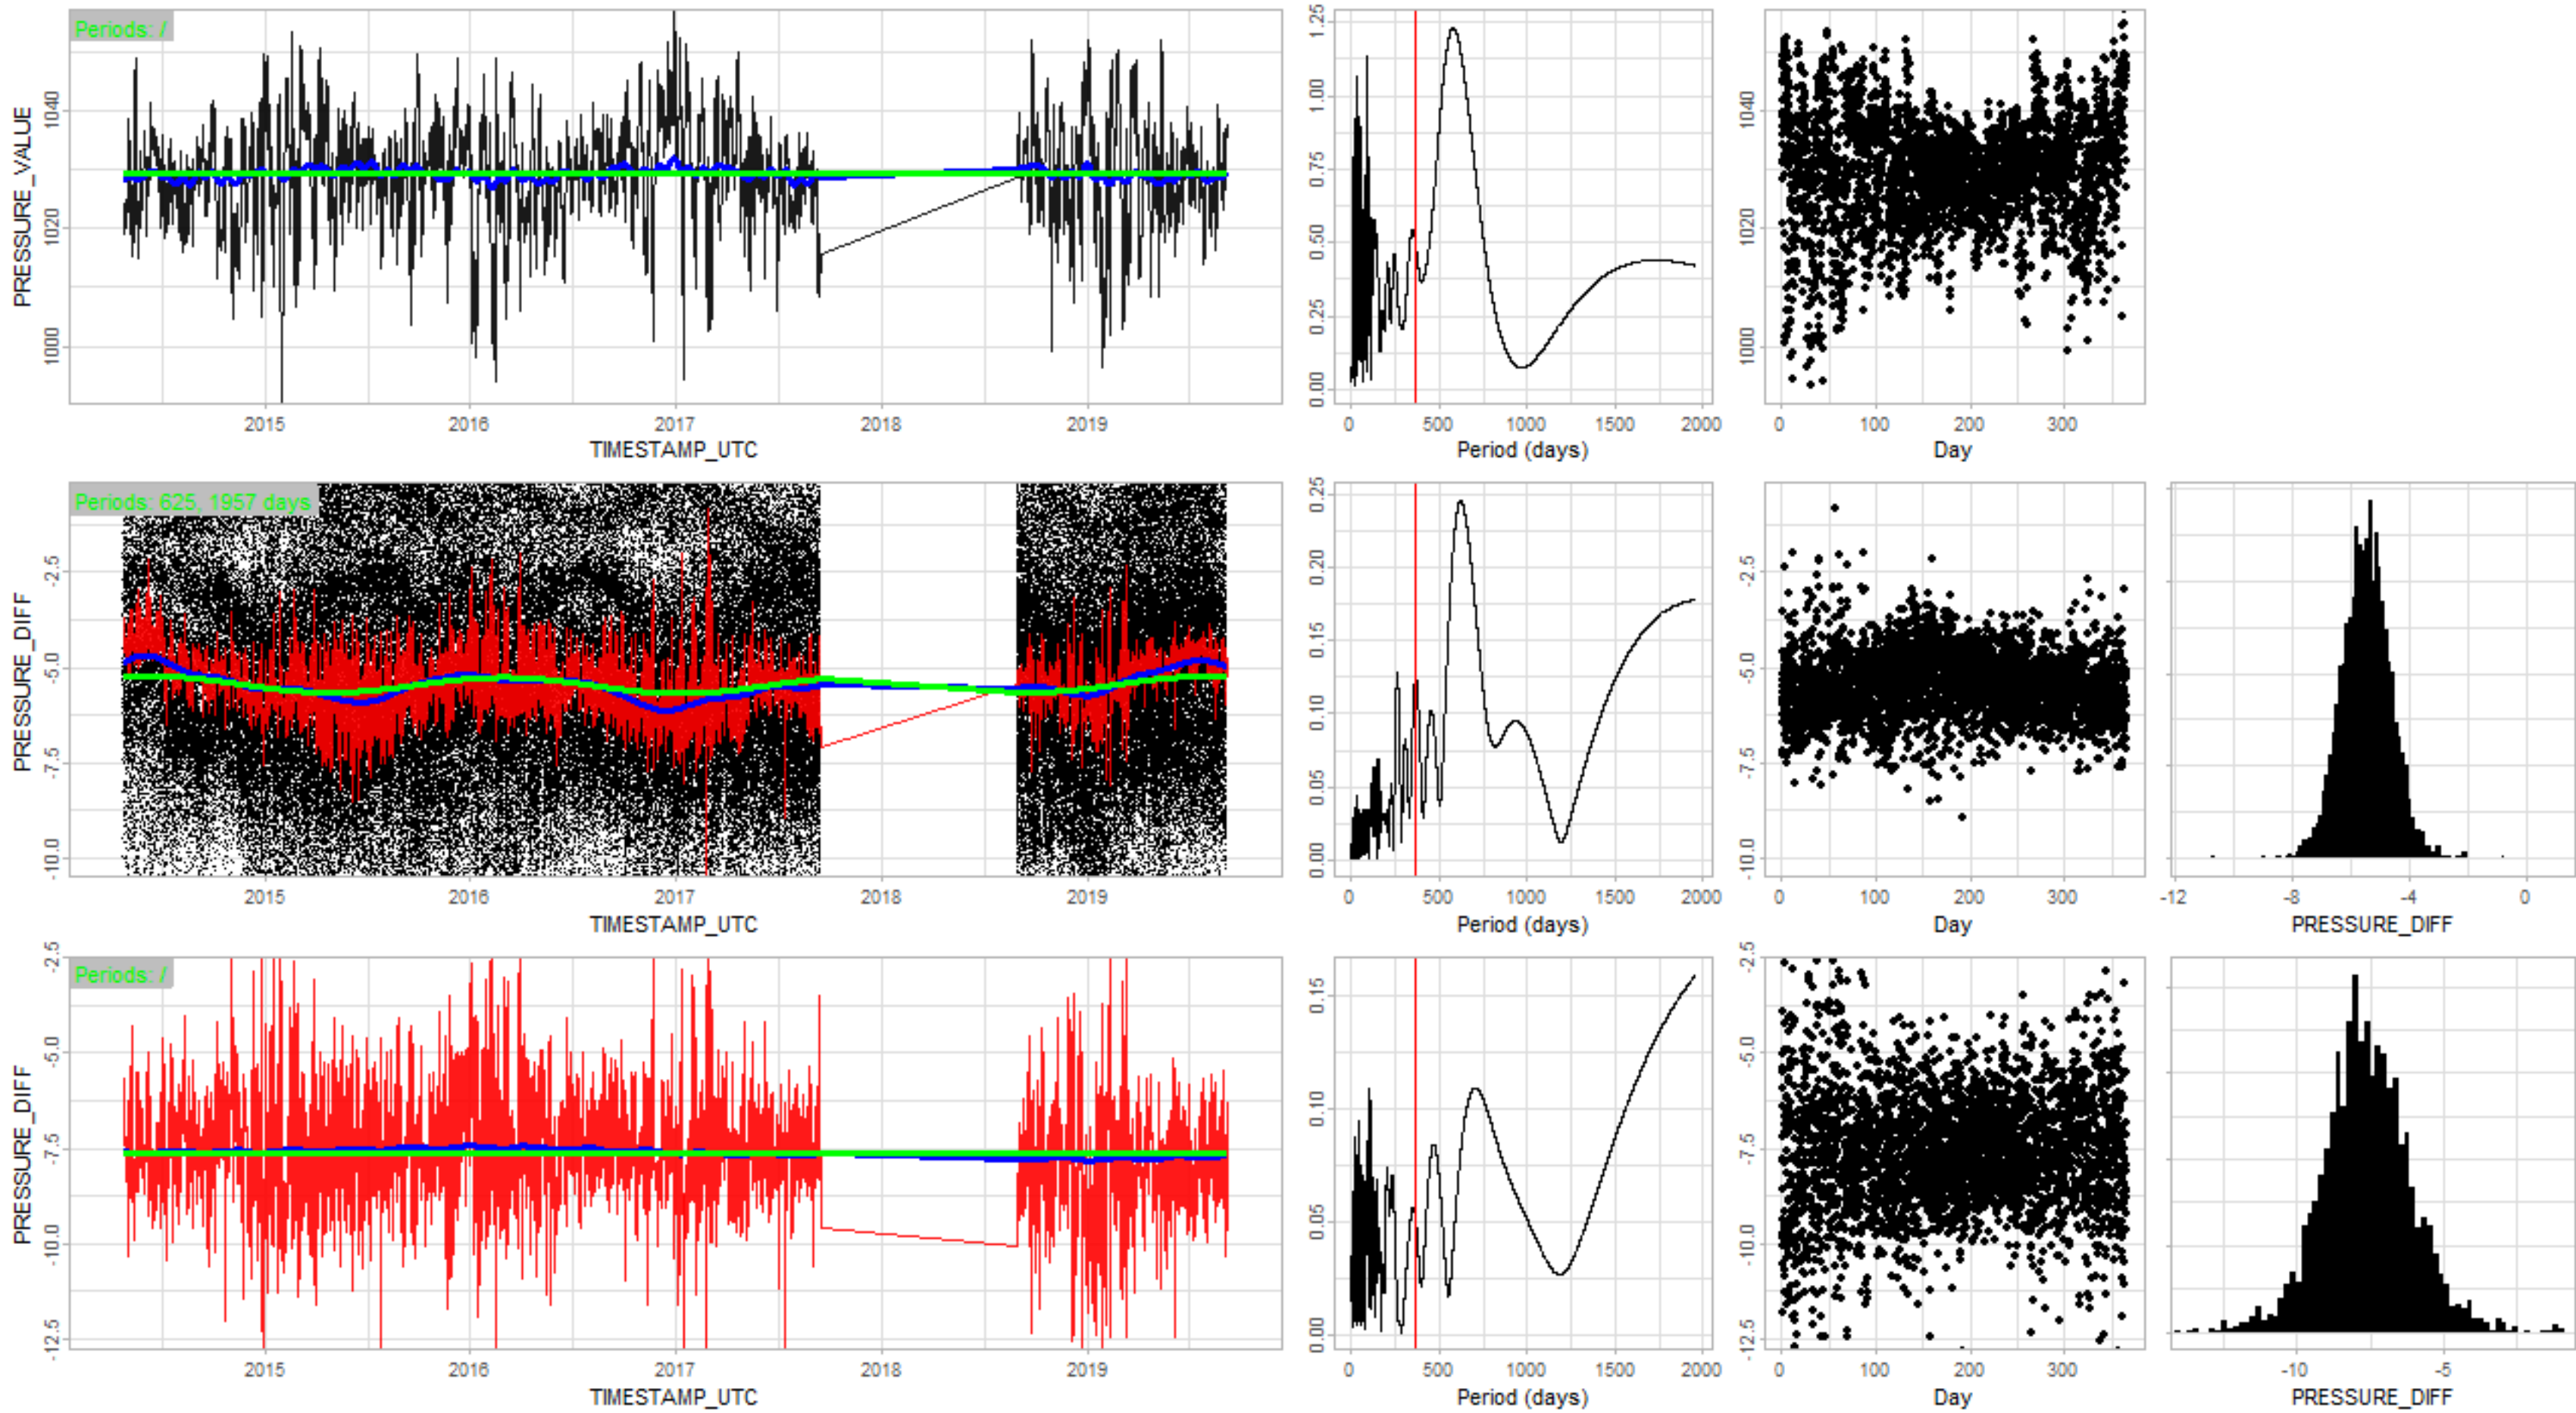 Periods: /
PRESSURE_VALUE
1000 1020 1040
2015 2016 2017 2018 2019
TIMESTAMP_UTC
0.00 0.25 0.50 0.75 1.00 1.25
0 500 1000 1500 2000
Period (days)
1000 1020 1040
0 100 200 300
Day
Periods: 625, 1957 days
PRESSURE_DIFF
-10.0 -7.5 -5.0 -2.5
2015 2016 2017 2018 2019
TIMESTAMP_UTC
0.00 0.05 0.10 0.15 0.20 0.25
0 500 1000 1500 2000
Period (days)
-10.0 -7.5 -5.0 -2.5
0 100 200 300
Day
-12 -8 -4 0
PRESSURE_DIFF
Periods: /
PRESSURE_DIFF
-12.5 -10.0 -7.5 -5.0 -2.5
2015 2016 2017 2018 2019
TIMESTAMP_UTC
0.00 0.05 0.10 0.15
0 500 1000 1500 2000
Period (days)
-12.5 -10.0 -7.5 -5.0 -2.5
0 100 200 300
Day
-10 -5
PRESSURE_DIFF